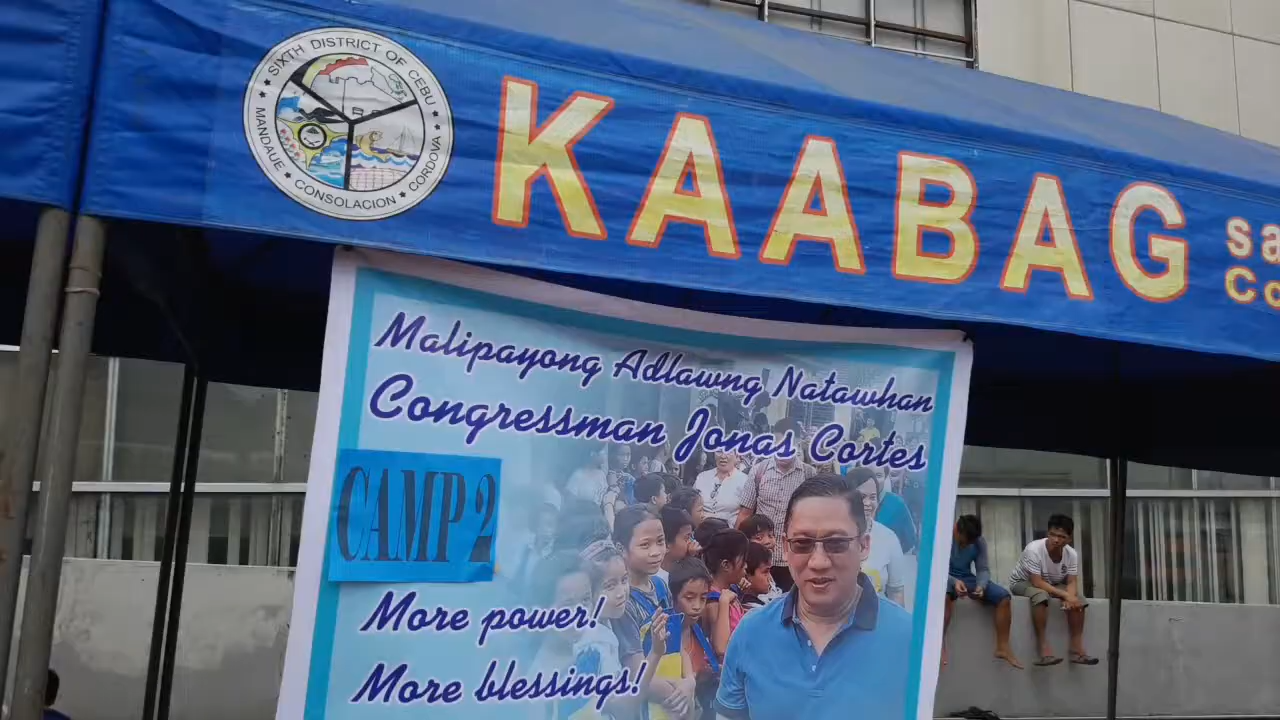 SIXTH DISTRICT OF CEBU
MANDAUE ★ CONSOLACION ★ CORDOVA
KAABAG
Malipayong Adlawng Natawhan
Congressman Jonas Cortes
CAMP 2
More power!
More blessings!